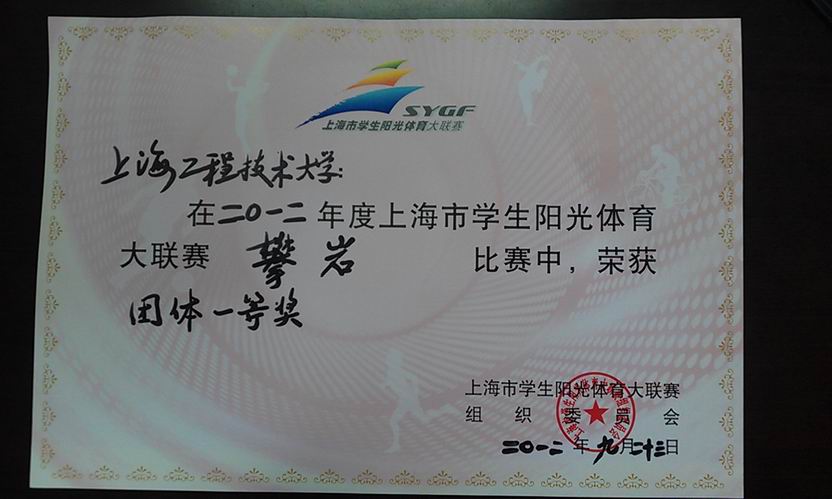 SYGF
上海市学生阳光体育大联赛
上海工程技术大学:
在二〇一二年度上海市学生阳光体育
大联赛 攀岩 比赛中，荣获
团体一等奖
上海市学生阳光体育大联赛
组织委员会
二〇一二年九月二十三日